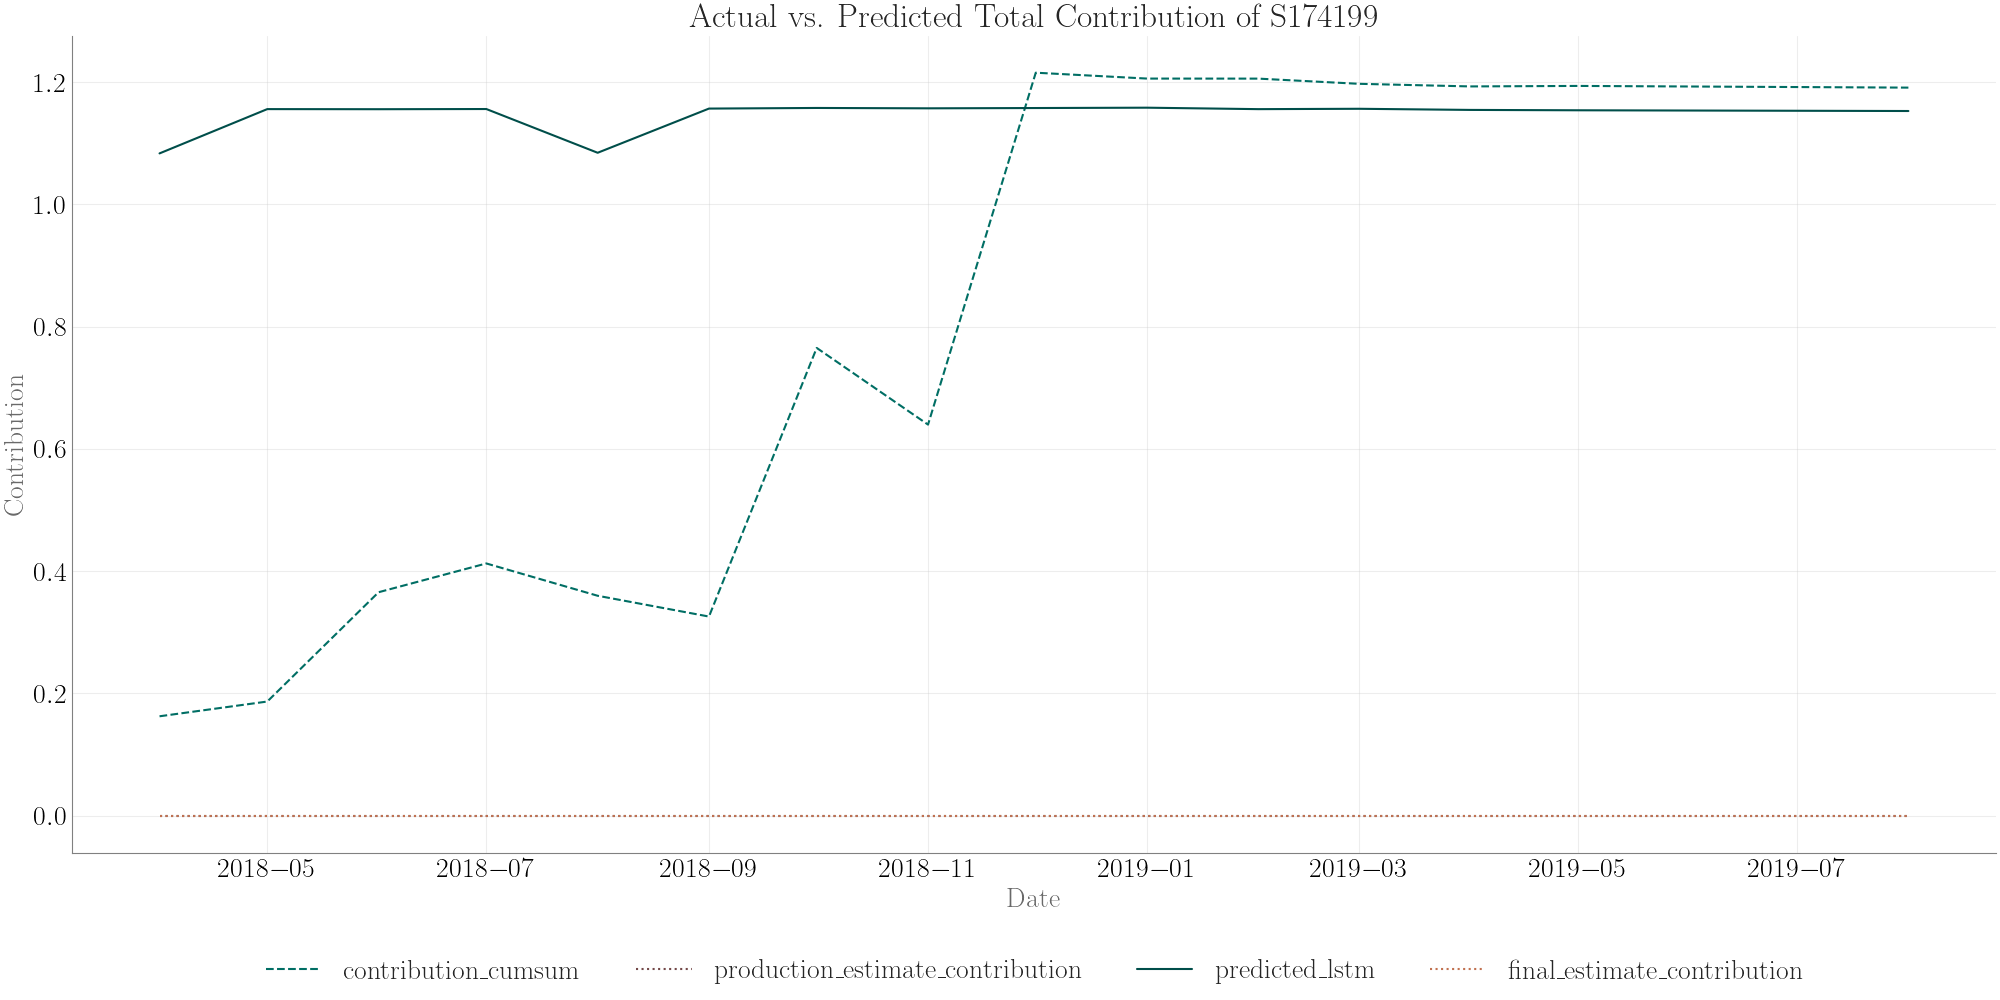 Actual vs. Predicted Total Contribution of S174199
1.2
1.0
0.8
0.6
0.4
0.2
0.0
Contribution
2018–05 2018–07 2018–09 2018–11 2019–01 2019–03 2019–05 2019–07
Date
contribution_cumsum production_estimate_contribution predicted_lstm final_estimate_contribution